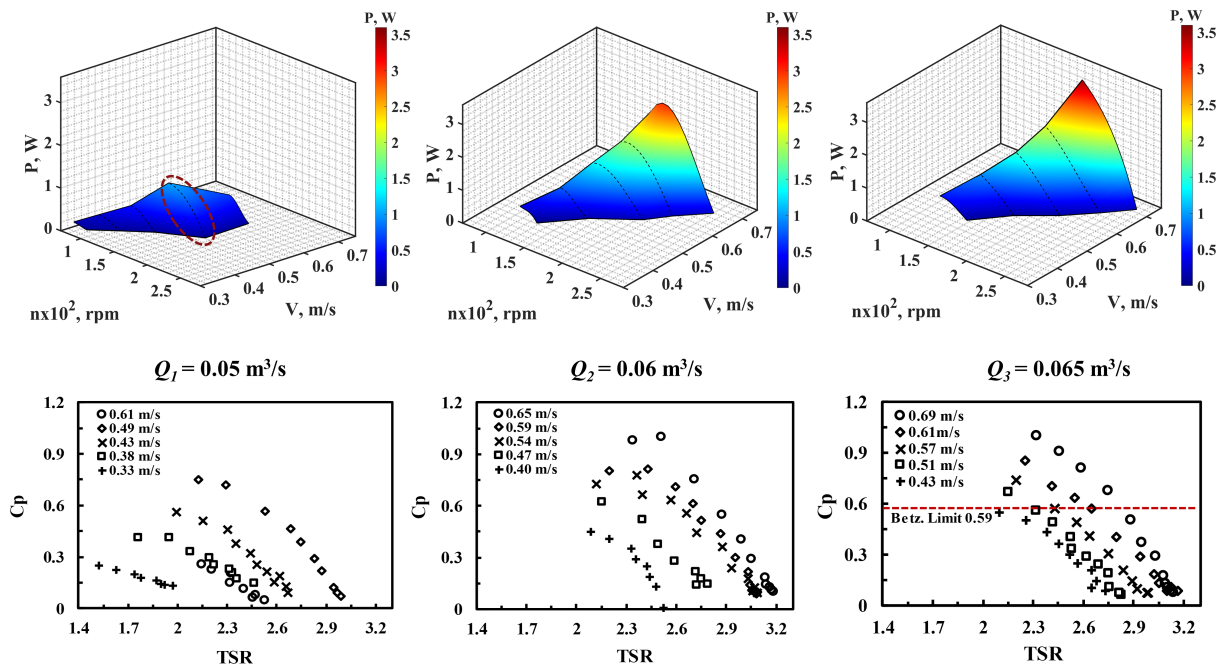 P, W
3.5
3
2.5
2
1.5
1
0.5
0
P, W
3
2
1
0
1
1.5
2
2.5
nx10², rpm
0.3
0.4
0.5
0.6
0.7
V, m/s
P, W
3.5
3
2.5
2
1.5
1
0.5
0
P, W
3
2
1
0
1
1.5
2
2.5
nx10², rpm
0.3
0.4
0.5
0.6
0.7
V, m/s
P, W
3.5
3
2.5
2
1.5
1
0.5
0
P, W
3
2
1
0
1
1.5
2
2.5
nx10², rpm
0.3
0.4
0.5
0.6
0.7
V, m/s
Q₁ = 0.05 m³/s
Q₂ = 0.06 m³/s
Q₃ = 0.065 m³/s
1.2
0.9
0.6
0.3
0
Cp
0.61 m/s
0.49 m/s
0.43 m/s
0.38 m/s
0.33 m/s
1.4 1.7 2 2.3 2.6 2.9 3.2
TSR
1.2
0.9
0.6
0.3
0
Cp
0.65 m/s
0.59 m/s
0.54 m/s
0.47 m/s
0.40 m/s
1.4 1.7 2 2.3 2.6 2.9 3.2
TSR
1.2
0.9
0.6
0.3
0
Cp
0.69 m/s
0.61m/s
0.57 m/s
0.51 m/s
0.43 m/s
Betz. Limit 0.59
1.4 1.7 2 2.3 2.6 2.9 3.2
TSR